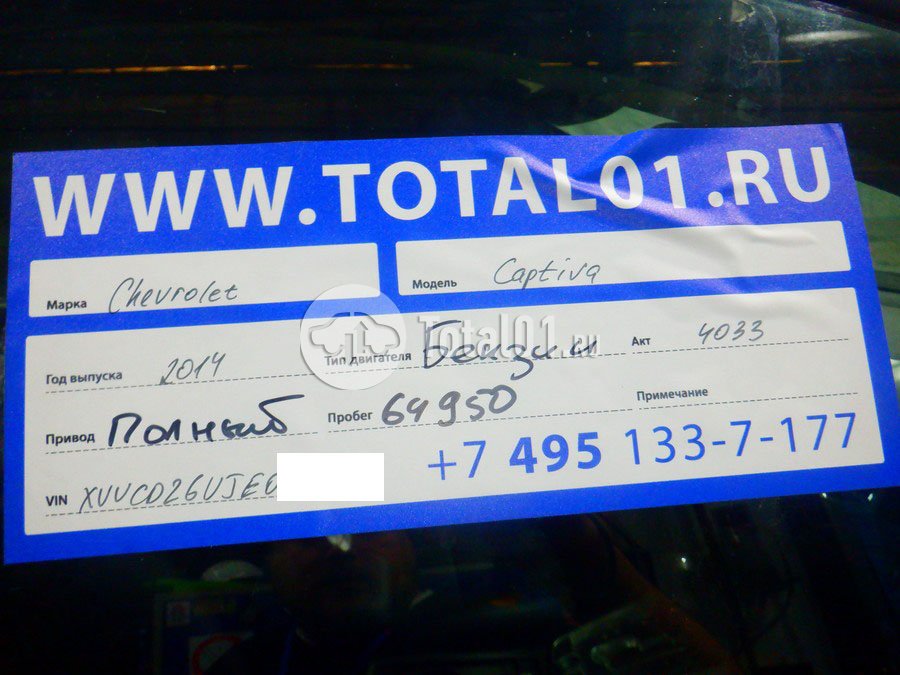 WWW.TOTAL01.RU
Марка Chevrolet Модель Captiva
Год выпуска 2014 Тип двигателя Бензин Акт 4033
Привод Полный Пробег 64950 Примечание
VIN XUUCD26UJE0 +7 495 133-7-177
Total01.ru